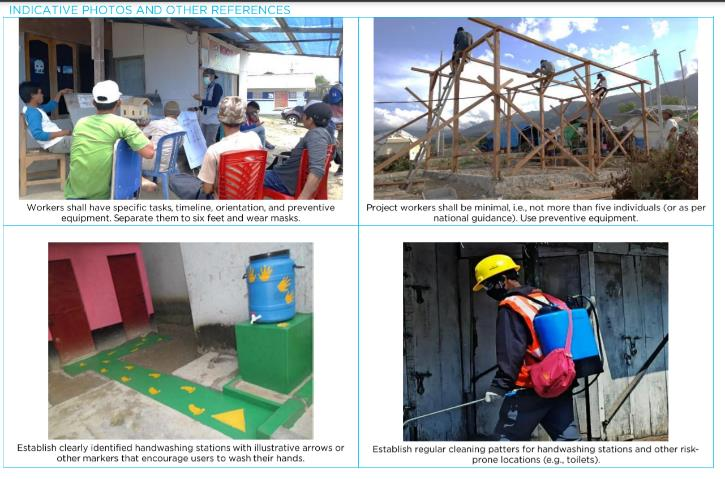 INDICATIVE PHOTOS AND OTHER REFERENCES
Workers shall have specific tasks, timeline, orientation, and preventive
equipment. Separate them to six feet and wear masks.
Project workers shall be minimal, i.e., not more than five individuals (or as per
national guidance). Use preventive equipment.
Establish clearly identified handwashing stations with illustrative arrows or
other markers that encourage users to wash their hands.
Establish regular cleaning patters for handwashing stations and other risk-
prone locations (e.g., toilets).